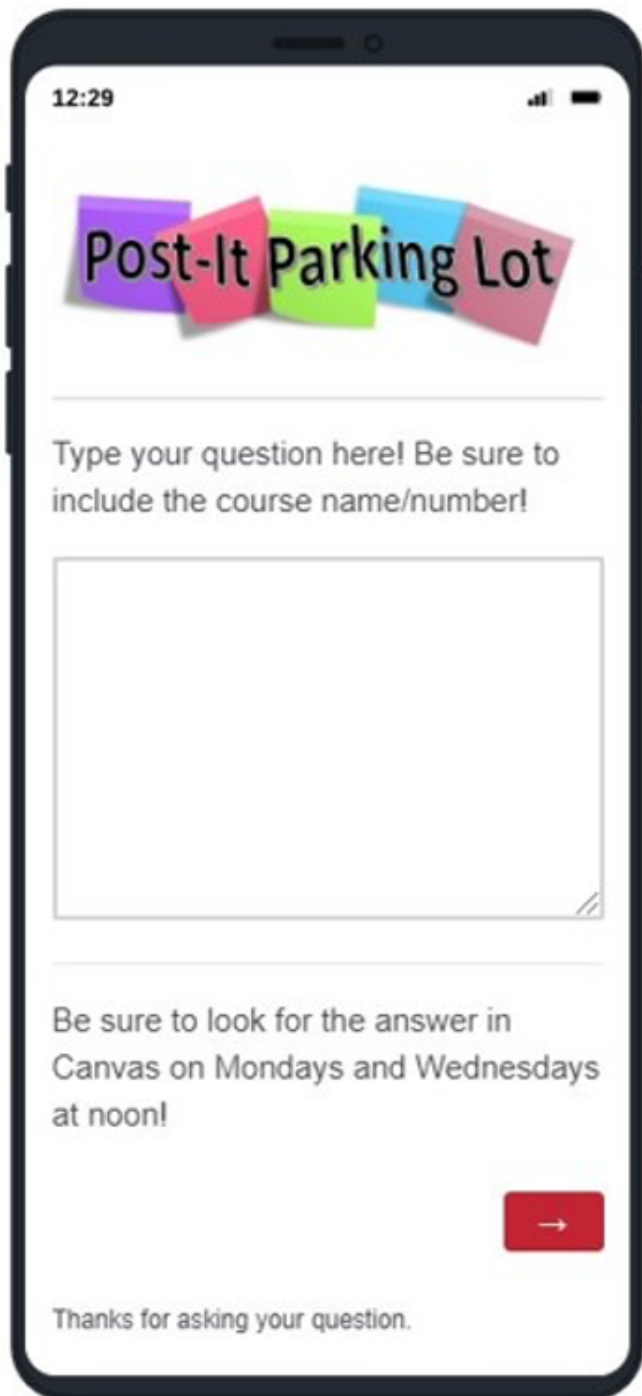 12:29
Post-It Parking Lot
Type your question here! Be sure to
include the course name/number!
Be sure to look for the answer in
Canvas on Mondays and Wednesdays
at noon!
→
Thanks for asking your question.